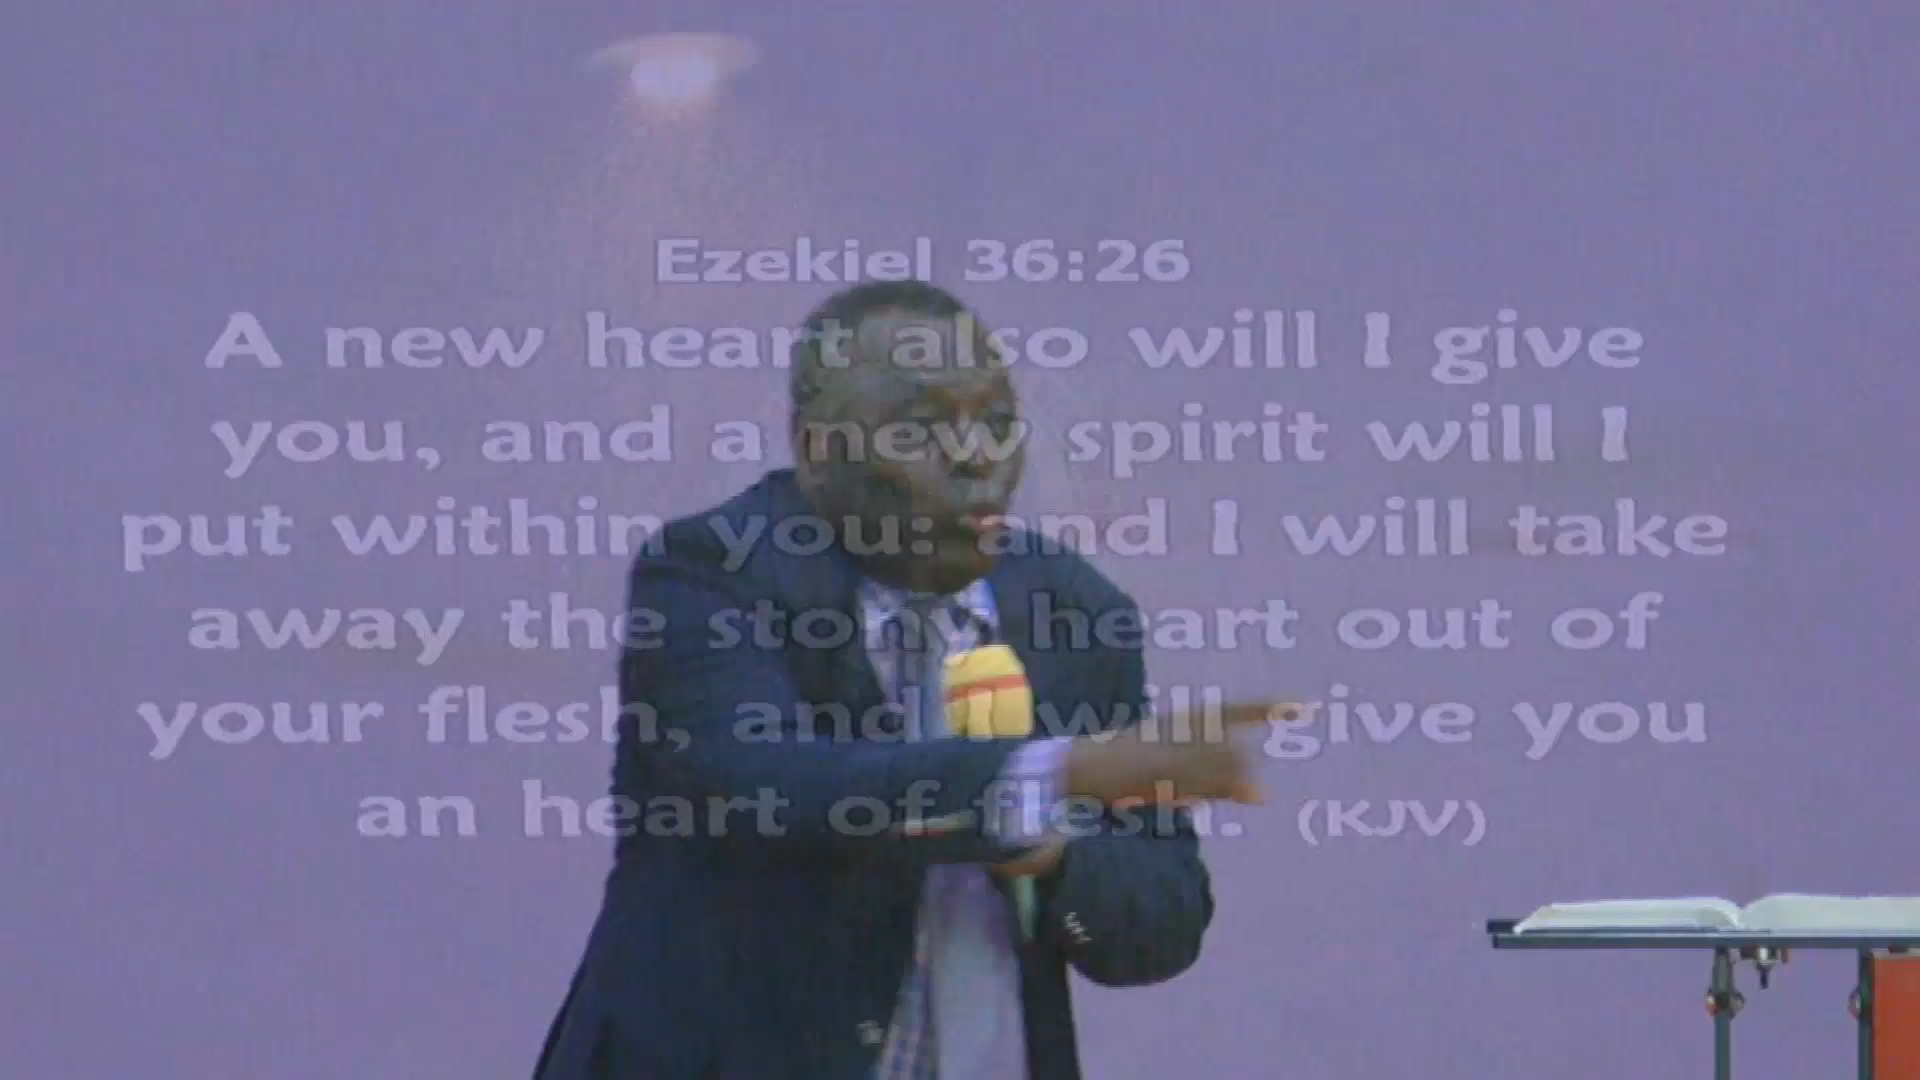 Ezekiel 36:26
A new heart also will I give
you, and a new spirit will I
put within you: and I will take
away the stony heart out of
your flesh, and I will give you
an heart of flesh. (KJV)